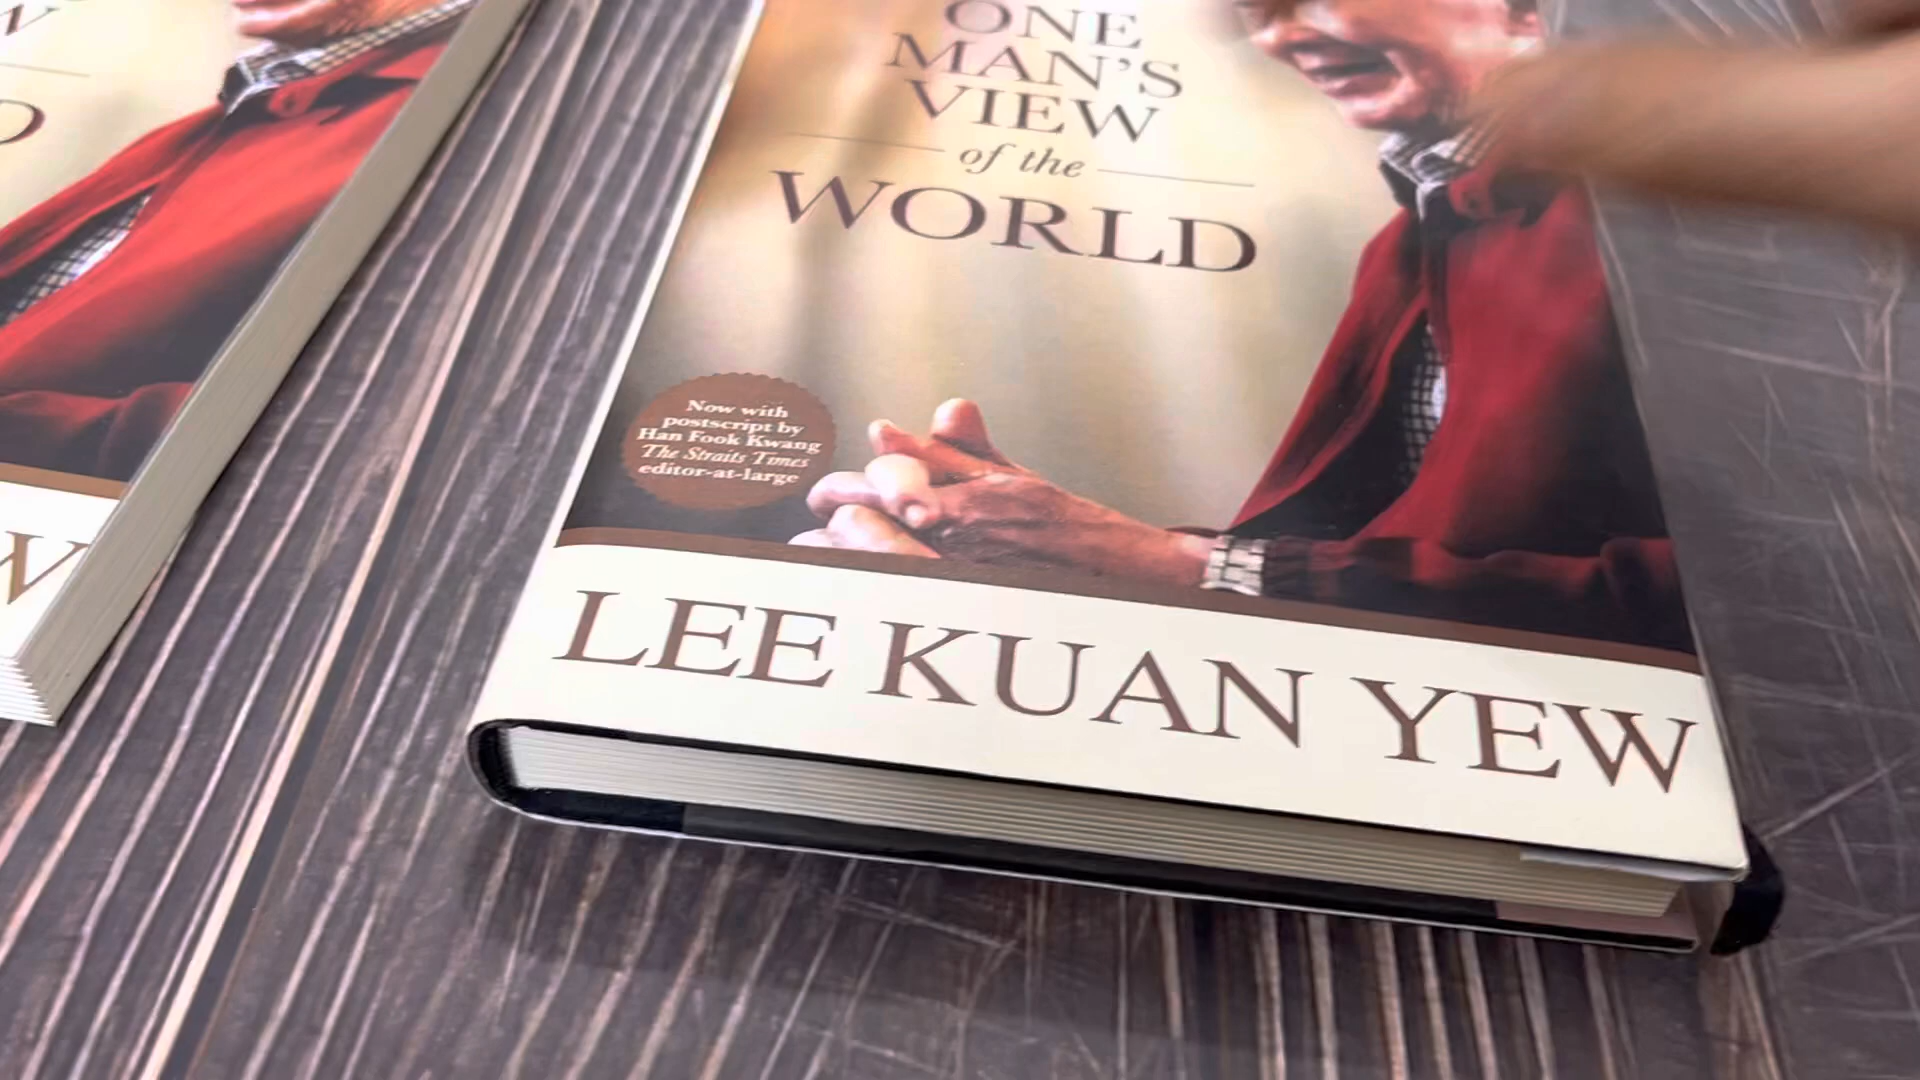 ONE
MAN'S
VIEW
of the
WORLD
Now with
postscript by
Han Fook Kwang
The Straits Times
editor-at-large
LEE KUAN YEW
W
D
W